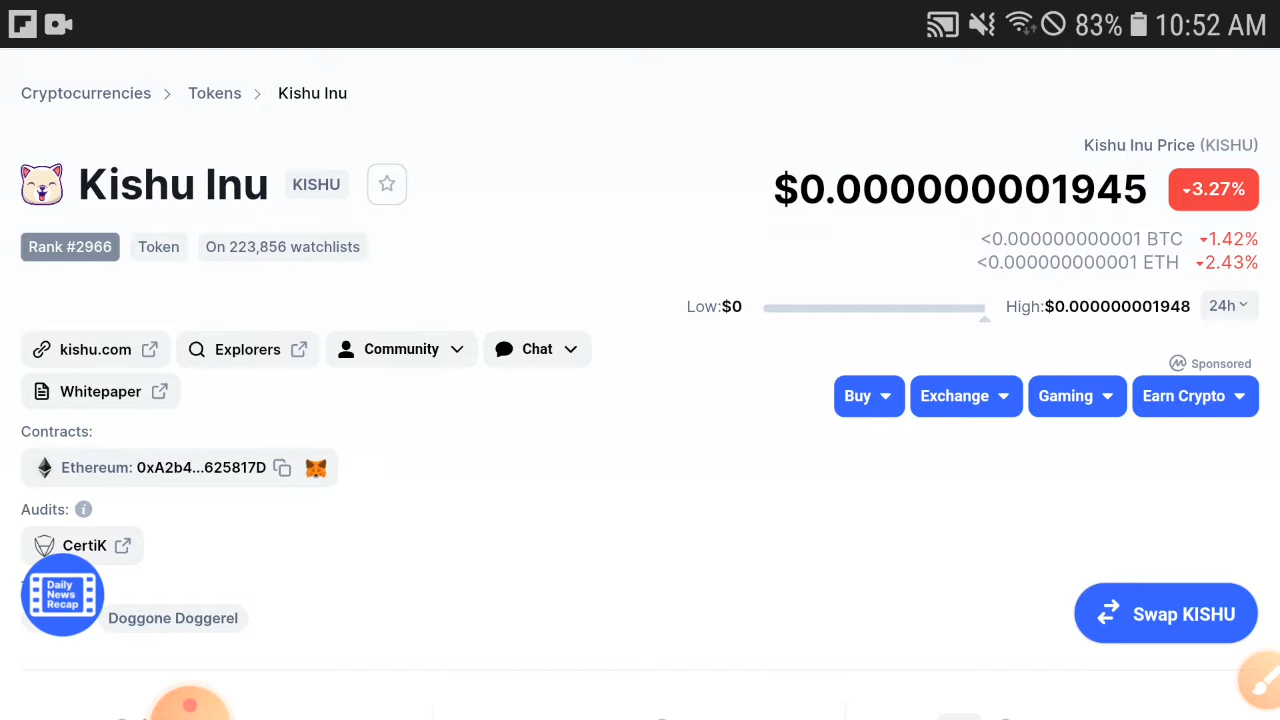 83% 10:52 AM
Cryptocurrencies > Tokens > Kishu Inu
Kishu Inu KISHU
Rank #2966 Token On 223,856 watchlists
Kishu Inu Price (KISHU)
$0.000000001945 3.27%
<0.000000000001 BTC 1.42%
<0.000000000001 ETH 2.43%
Low:$0 High:$0.000000001948 24h
kishu.com Explorers Community Chat
Whitepaper
Sponsored
Buy Exchange Gaming Earn Crypto
Contracts:
Ethereum: 0xA2b4...625817D
Audits:
CertiK
Daily
News
Recap
Doggone Doggerel
Swap KISHU